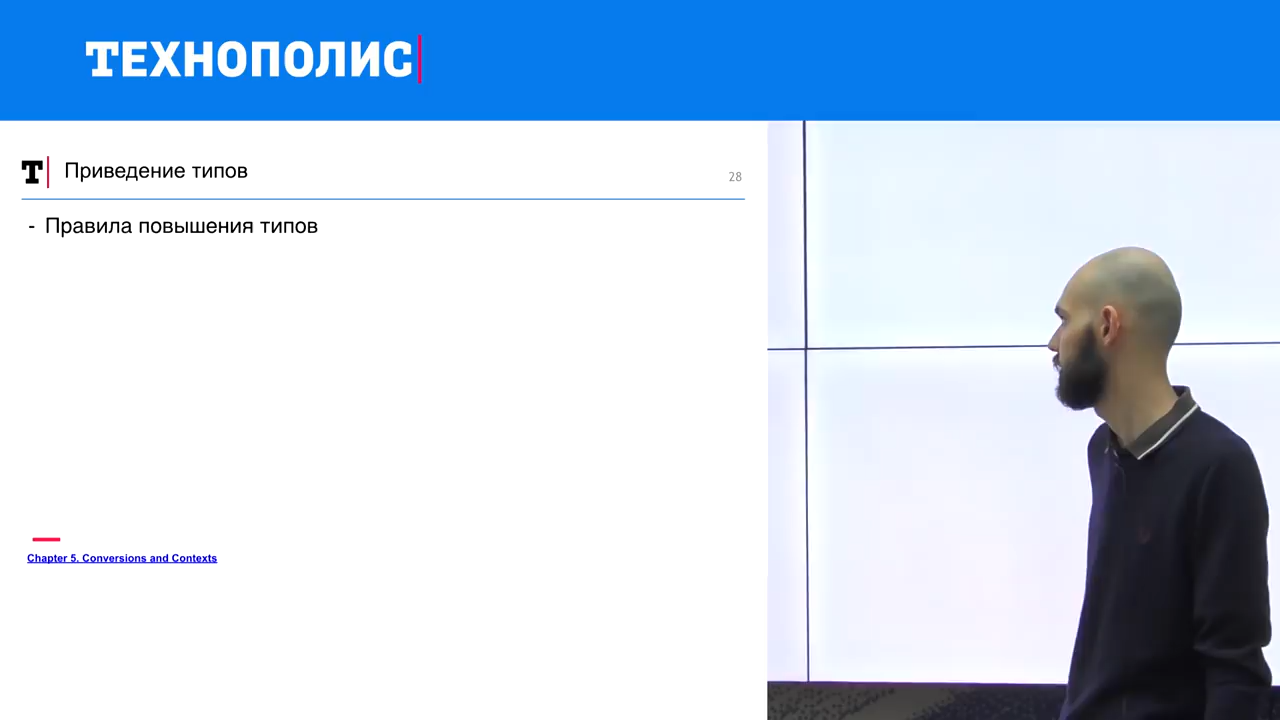 ТЕХНОПОЛИС
Т Приведение типов
28
- Правила повышения типов
Chapter 5. Conversions and Contexts